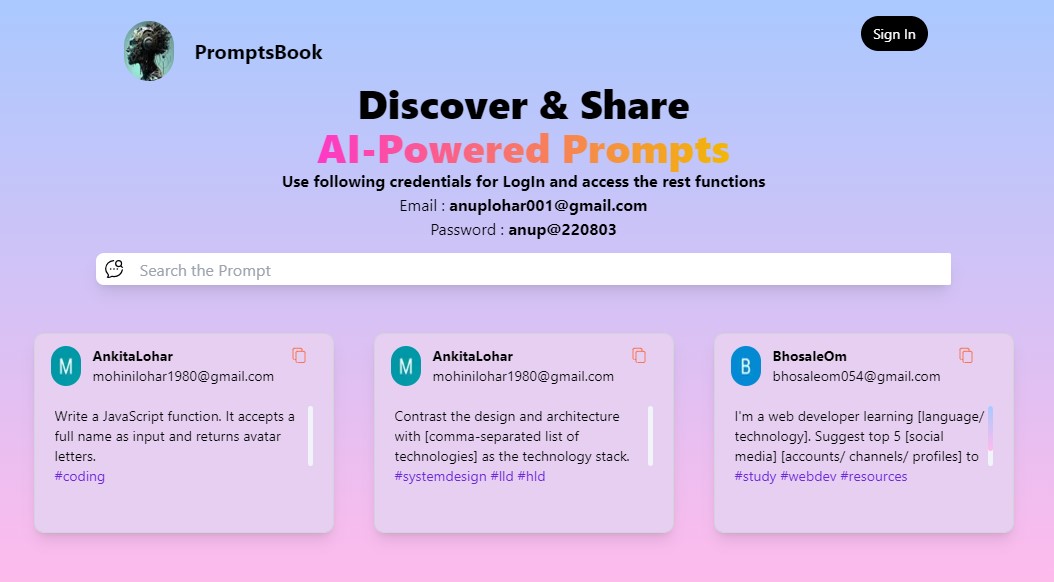 PromptsBook
Sign In
Discover & Share
AI-Powered Prompts
Use following credentials for LogIn and access the rest functions
Email : anuplohar001@gmail.com
Password : anup@220803
Search the Prompt
M
AnkitaLohar
mohinilohar1980@gmail.com
Write a JavaScript function. It accepts a
full name as input and returns avatar
letters.
#coding
M
AnkitaLohar
mohinilohar1980@gmail.com
Contrast the design and architecture
with [comma-separated list of
technologies] as the technology stack.
#systemdesign #lld #hld
B
BhosaleOm
bhosaleom054@gmail.com
I'm a web developer learning [language/
technology]. Suggest top 5 [social
media] [accounts/ channels/ profiles] to
#study #webdev #resources